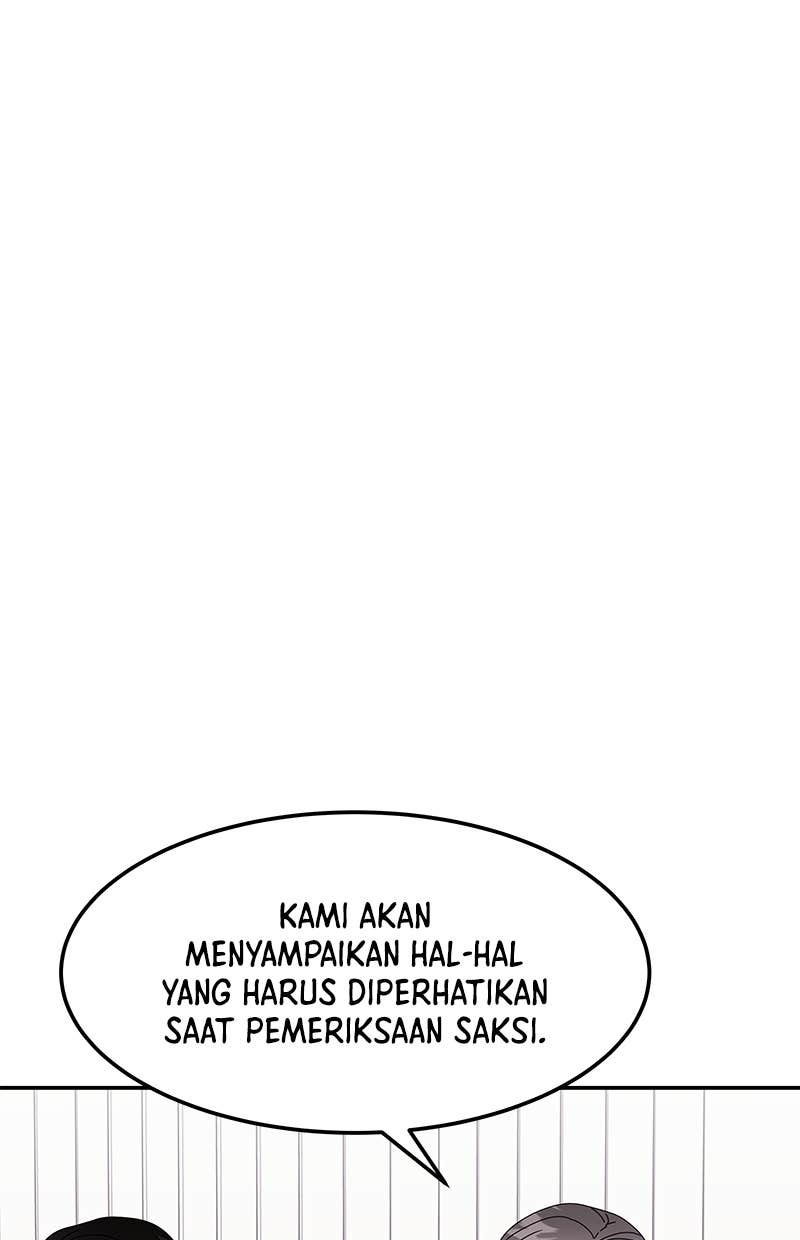 KAMI AKAN
MENYAMPAIKAN HAL-HAL
YANG HARUS DIPERHATIKAN
SAAT PEMERIKSAAN SAKSI.